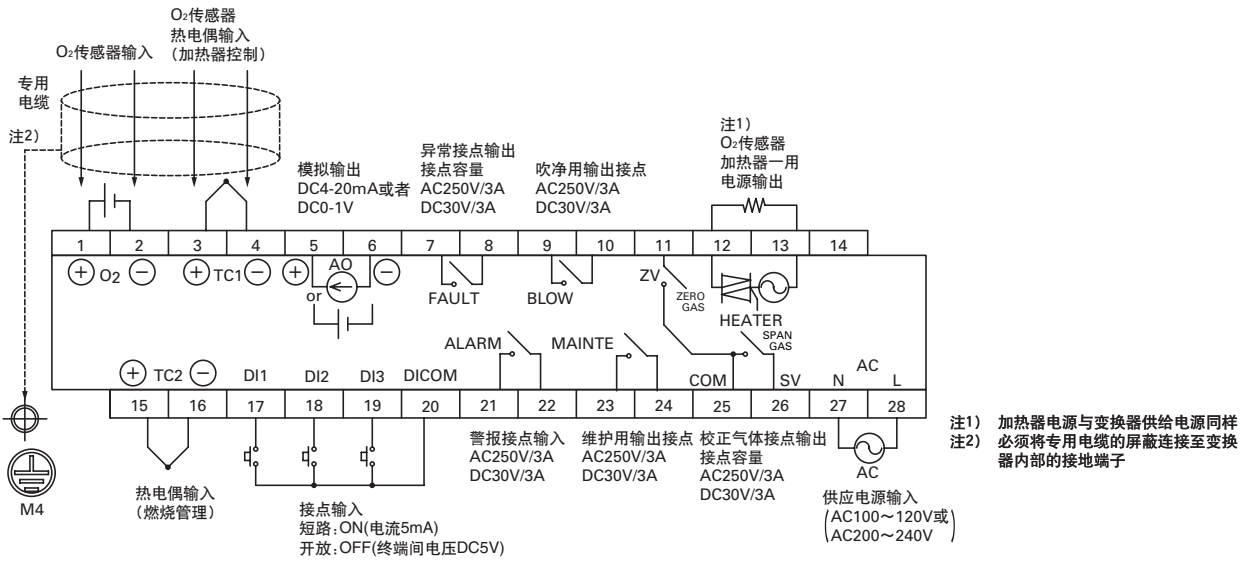 O₂传感器
热电偶输入
（加热器控制）
O₂传感器输入
专用
电缆
注2）
模拟输出
DC4-20mA或者
DC0-1V
异常接点输出
接点容量
AC250V/3A
DC30V/3A
吹净用输出接点
AC250V/3A
DC30V/3A
注1）
O₂传感器
加热器一用
电源输出
1 2 3 4 5 6 7 8 9 10 11 12 13 14
+ O₂ − + TC1 − + AO −
or
FAULT
BLOW
ZV
ZERO
GAS
HEATER
SPAN
GAS
ALARM
MAINTE
+ TC2 − DI1 DI2 DI3 DICOM
COM SV N AC L
15 16 17 18 19 20 21 22 23 24 25 26 27 28
M4
热电偶输入
（燃烧管理）
接点输入
短路:ON(电流5mA)
开放:OFF(终端间电压DC5V)
警报接点输入
AC250V/3A
DC30V/3A
维护用输出接点
AC250V/3A
DC30V/3A
校正气体接点输出
接点容量
AC250V/3A
DC30V/3A
AC
供应电源输入
(AC100～120V或
AC200～240V)
注1） 加热器电源与变换器供给电源同样
注2） 必须将专用电缆的屏蔽连接至变换
器内部的接地端子